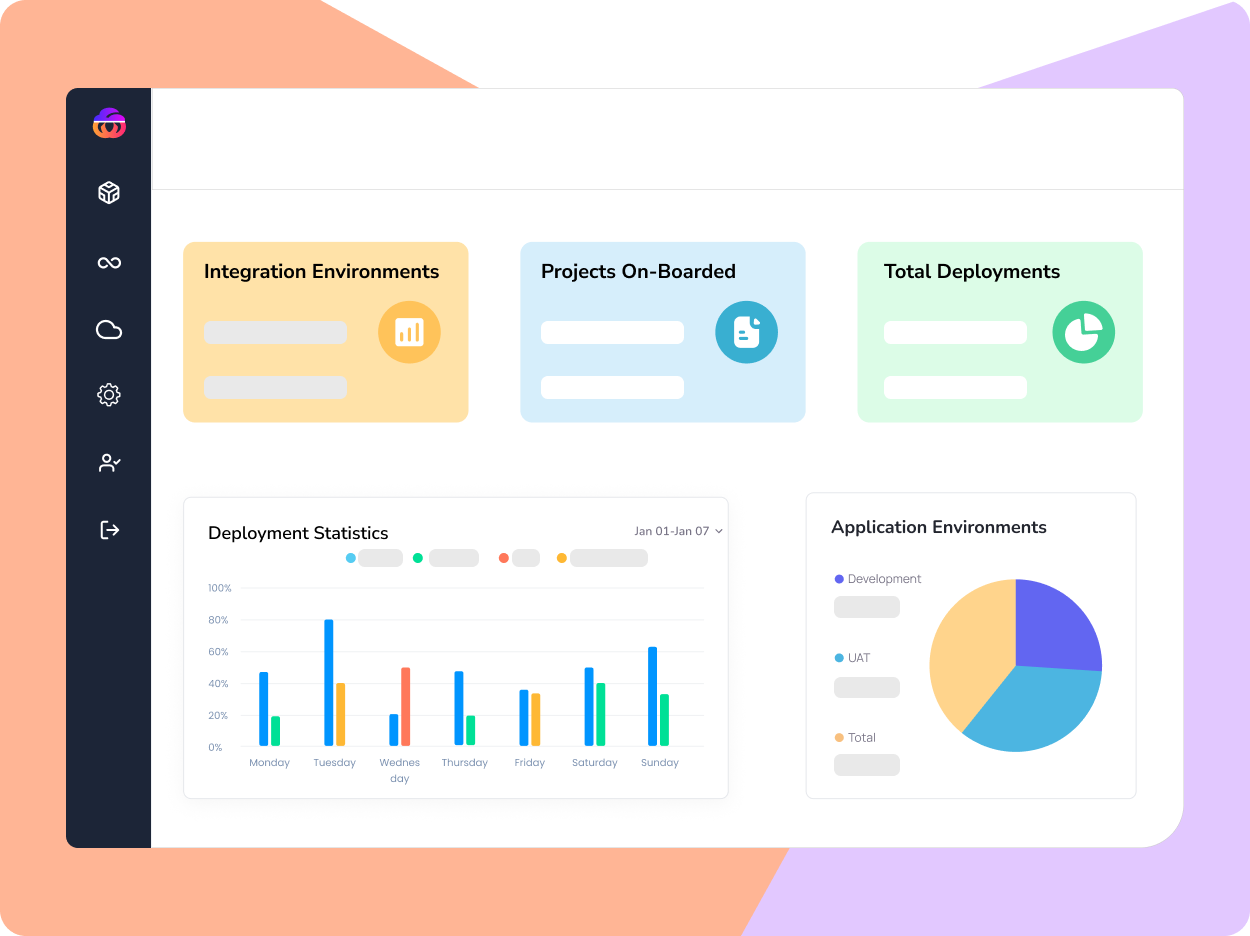 Integration Environments
Projects On-Boarded
Total Deployments
Deployment Statistics
Jan 01-Jan 07
100%
80%
60%
40%
20%
0%
Monday
Tuesday
Wednes
day
Thursday
Friday
Saturday
Sunday
Application Environments
Development
UAT
Total